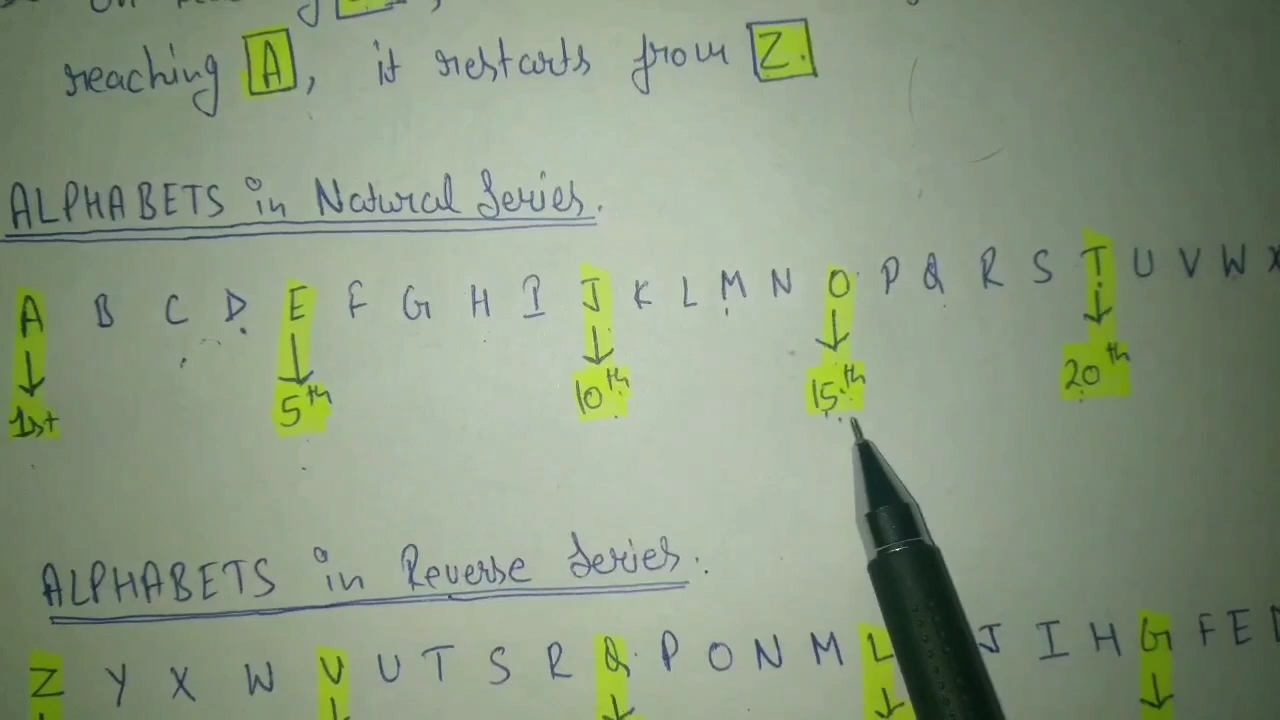 reaching A, it restarts from Z.
ALPHABETS in Natural Series.
A B C D E F G H I J K L M N O P Q R S T U V W X
1st 5th 10th 15th 20th
ALPHABETS in Reverse Series.
Z Y X W V U T S R Q P O N M L J I H G F E